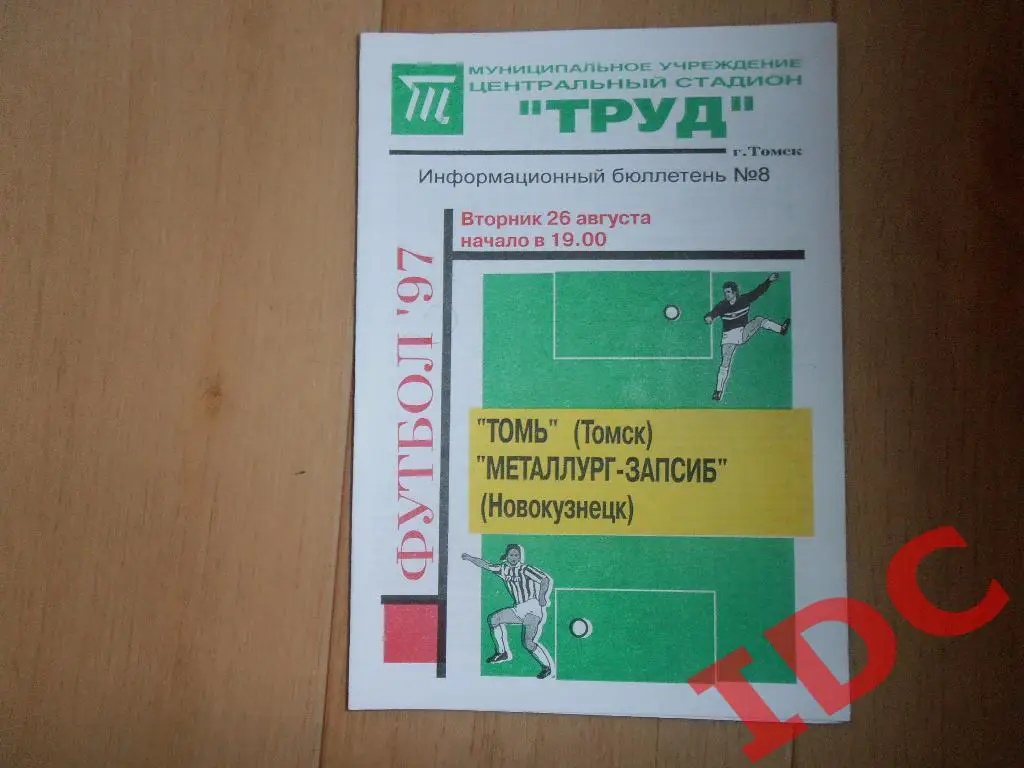 МУНИЦИПАЛЬНОЕ УЧРЕЖДЕНИЕ
ЦЕНТРАЛЬНЫЙ СТАДИОН
"ТРУД"
г.Томск
Информационный бюллетень №8
Вторник 26 августа
начало в 19.00
ФУТБОЛ '97
"ТОМЬ" (Томск)
"МЕТАЛЛУРГ-ЗАПСИБ"
(Новокузнецк)
IDC